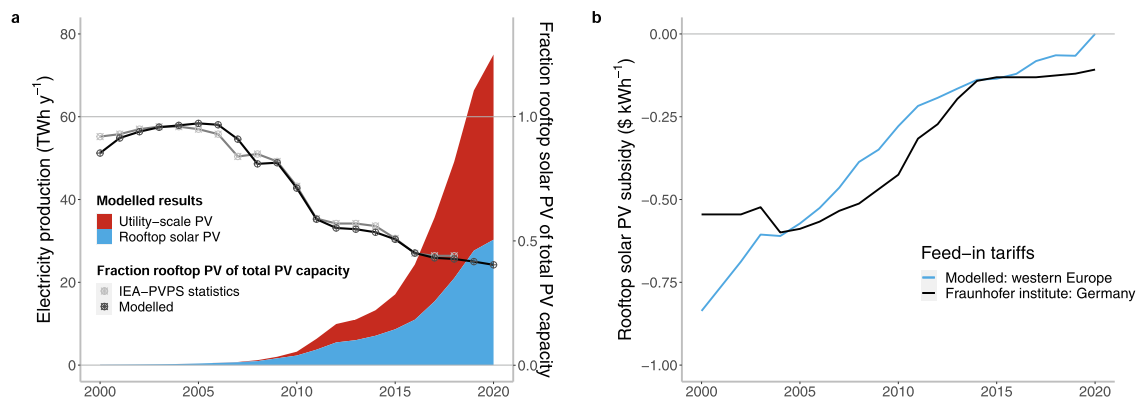 a
Electricity production (TWh y−1)
80
60
40
20
0
2000
2005
2010
2015
2020
Fraction rooftop solar PV of total PV capacity
1.0
0.5
0.0
Modelled results
Utility−scale PV
Rooftop solar PV
Fraction rooftop PV of total PV capacity
IEA−PVPS statistics
Modelled
b
Rooftop solar PV subsidy ($ kWh−1)
0.00
−0.25
−0.50
−0.75
−1.00
2000
2005
2010
2015
2020
Feed−in tariffs
Modelled: western Europe
Fraunhofer institute: Germany